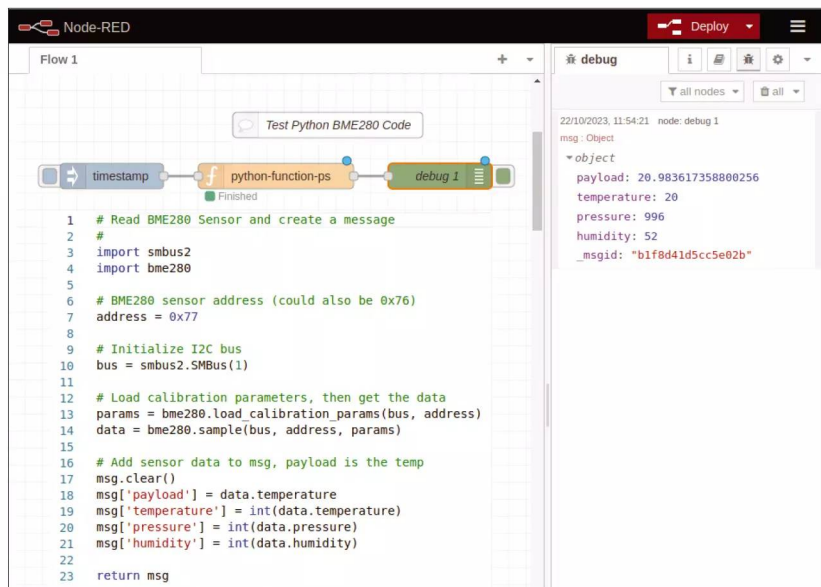 Node-RED
Deploy
Flow 1
debug
i
all nodes
all
Test Python BME280 Code
timestamp
f
python-function-ps
debug 1
Finished
1 # Read BME280 Sensor and create a message
2 #
3 import smbus2
4 import bme280
5
6 # BME280 sensor address (could also be 0x76)
7 address = 0x77
8
9 # Initialize I2C bus
10 bus = smbus2.SMBus(1)
11
12 # Load calibration parameters, then get the data
13 params = bme280.load_calibration_params(bus, address)
14 data = bme280.sample(bus, address, params)
15
16 # Add sensor data to msg, payload is the temp
17 msg.clear()
18 msg['payload'] = data.temperature
19 msg['temperature'] = int(data.temperature)
20 msg['pressure'] = int(data.pressure)
21 msg['humidity'] = int(data.humidity)
22
23 return msg
22/10/2023, 11:54:21 node: debug 1
msg : Object
object
payload: 20.983617358800256
temperature: 20
pressure: 996
humidity: 52
_msgid: "b1f8d41d5cc5e02b"